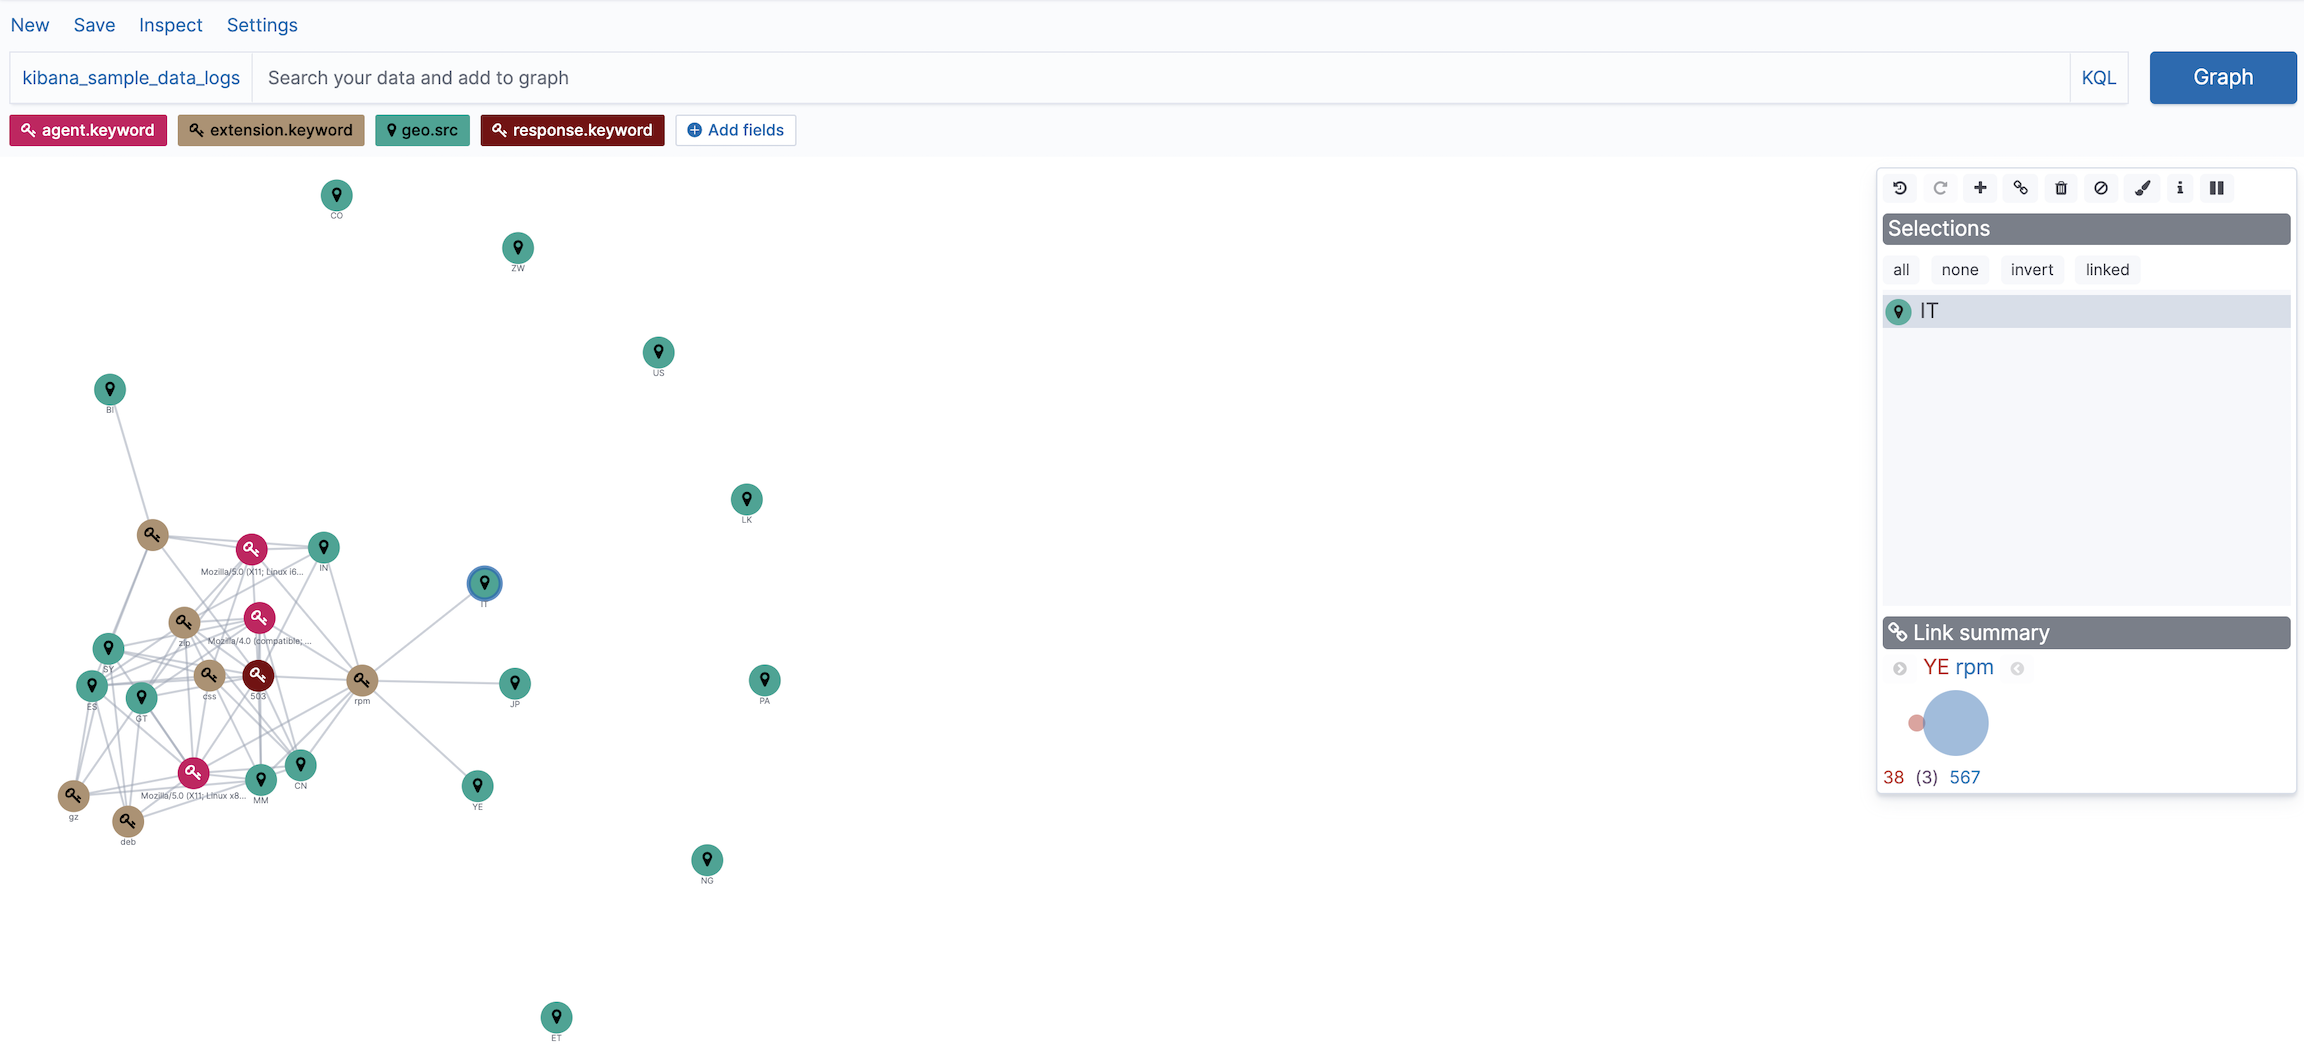 New Save Inspect Settings
kibana_sample_data_logs Search your data and add to graph KQL Graph
agent.keyword extension.keyword geo.src response.keyword Add fields
CO
ZW
US
BI
LK
IN
Mozilla/5.0 (X11; Linux i6...
IT
zip
Mozilla/4.0 (compatible; ...
SY
css
503
rpm
ES
GT
JP
PA
CN
Mozilla/5.0 (X11; Linux x8...
MM
YE
gz
deb
NG
ET
Selections
all none invert linked
IT
Link summary
YE rpm
38 (3) 567